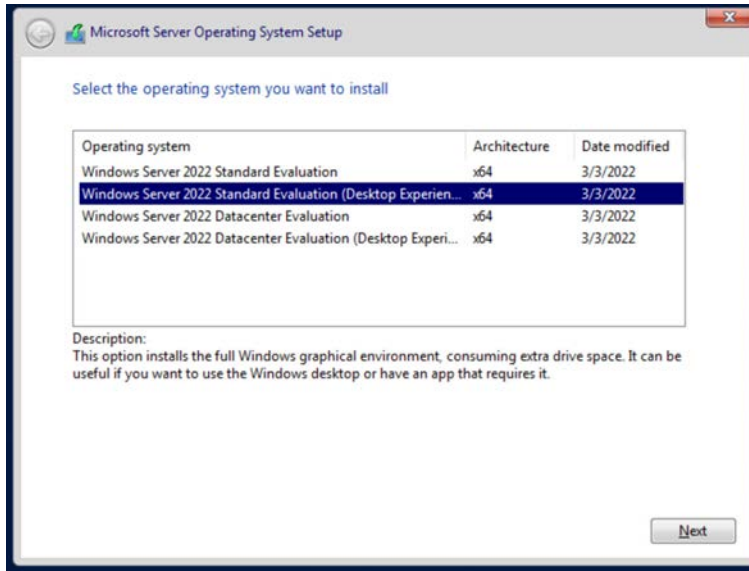 Microsoft Server Operating System Setup
Select the operating system you want to install
Operating system Architecture Date modified
Windows Server 2022 Standard Evaluation x64 3/3/2022
Windows Server 2022 Standard Evaluation (Desktop Experien... x64 3/3/2022
Windows Server 2022 Datacenter Evaluation x64 3/3/2022
Windows Server 2022 Datacenter Evaluation (Desktop Experi... x64 3/3/2022
Description:
This option installs the full Windows graphical environment, consuming extra drive space. It can be
useful if you want to use the Windows desktop or have an app that requires it.
Next